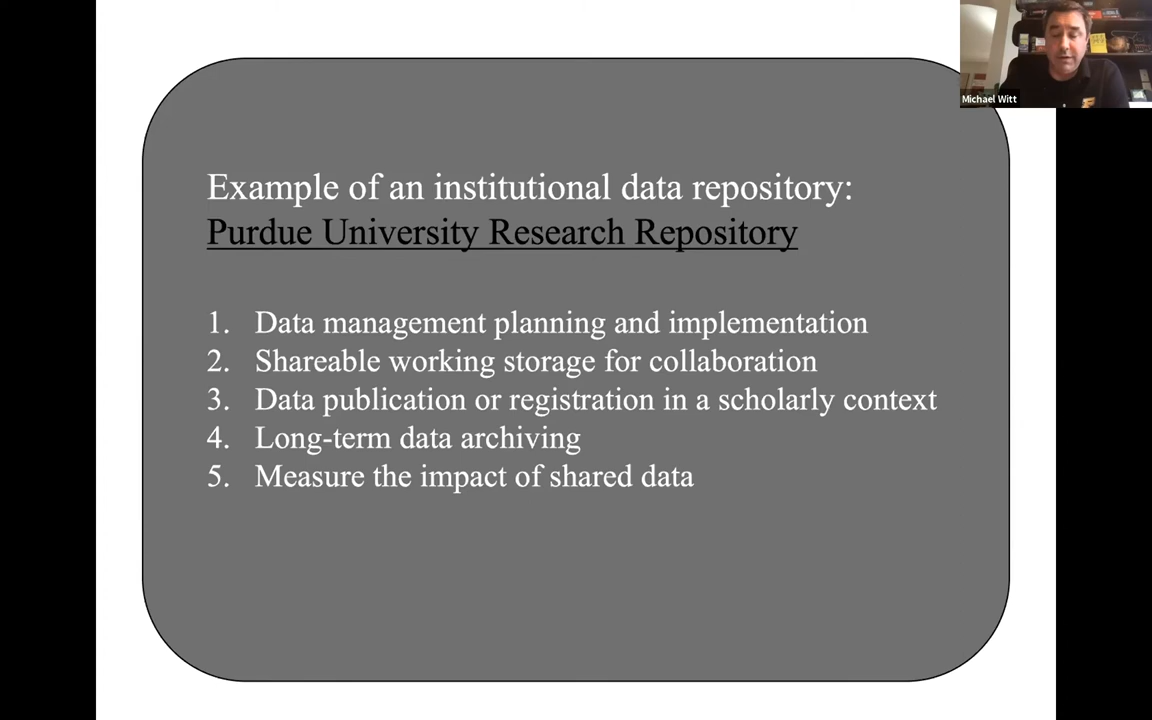 Michael Witt
Example of an institutional data repository:
Purdue University Research Repository
1. Data management planning and implementation
2. Shareable working storage for collaboration
3. Data publication or registration in a scholarly context
4. Long-term data archiving
5. Measure the impact of shared data